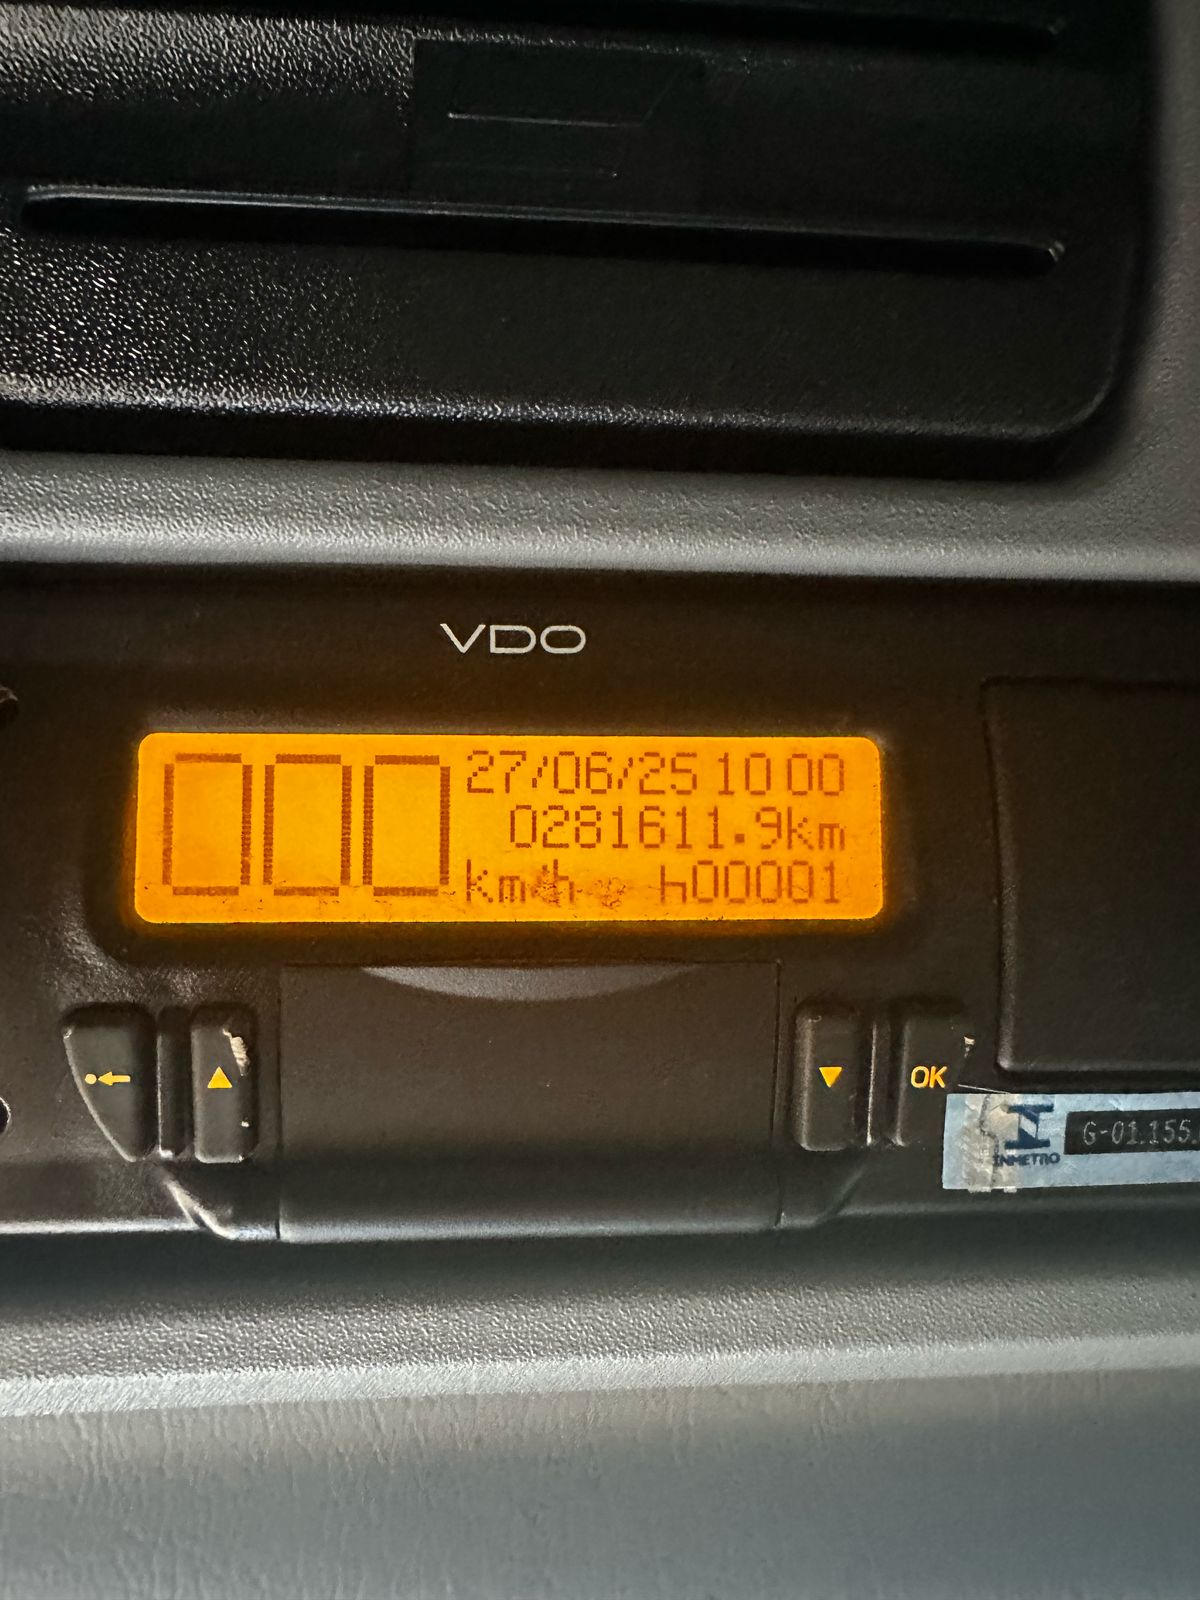 VDO
000
27/06/25 10 00
0281611.9km
km/h h00001
OK
INMETRO
G-01.155.